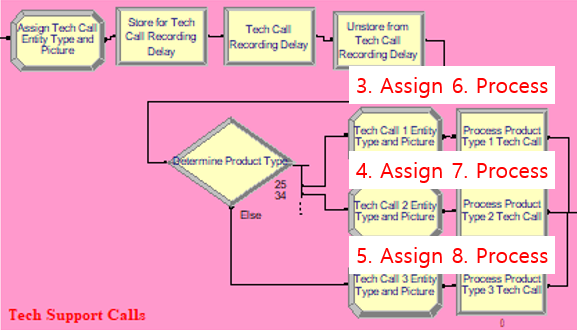 Assign Tech Call
Entity Type and
Picture
Store for Tech
Call Recording
Delay
Tech Call
Recording Delay
Unstore from
Tech Call
Recording Delay
3. Assign 6. Process
Tech Call 1 Entity
Type and Picture
Process Product
Type 1 Tech Call
Determine Product Type
25
34
Else
4. Assign 7. Process
Tech Call 2 Entity
Type and Picture
Process Product
Type 2 Tech Call
5. Assign 8. Process
Tech Call 3 Entity
Type and Picture
Process Product
Type 3 Tech Call
0
Tech Support Calls